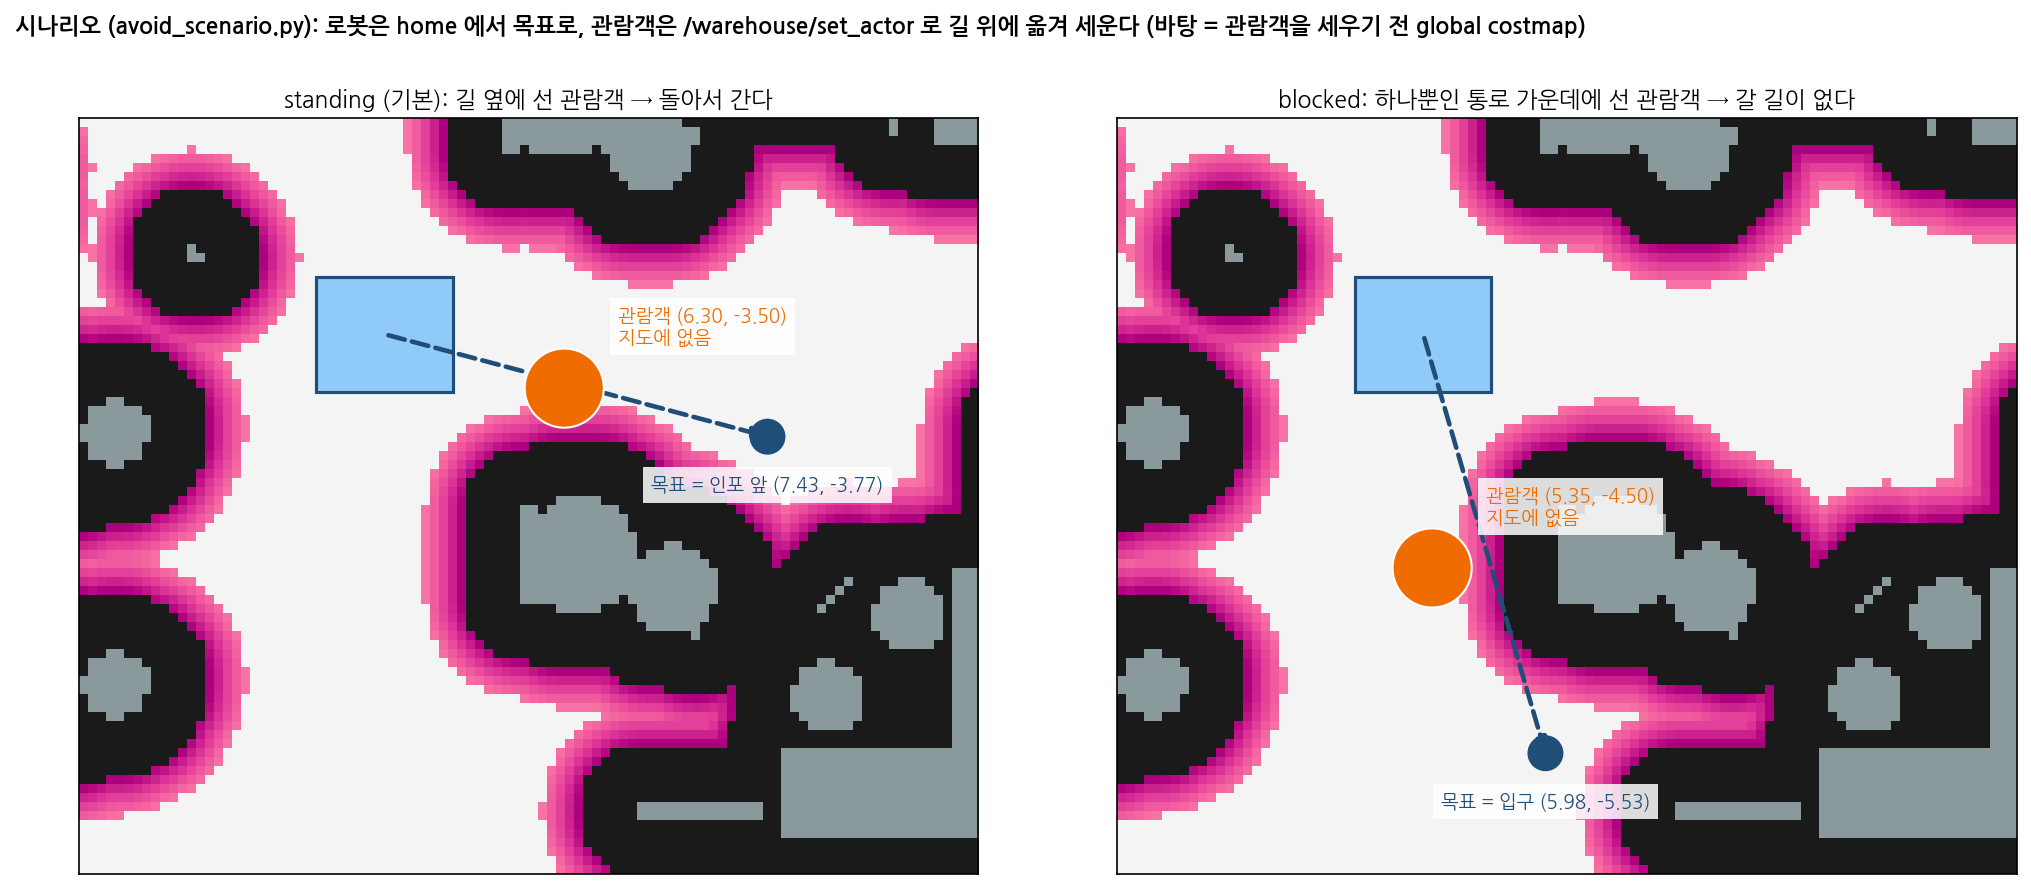 시나리오 (avoid_scenario.py): 로봇은 home 에서 목표로, 관람객은 /warehouse/set_actor 로 길 위에 옮겨 세운다 (바탕 = 관람객을 세우기 전 global costmap)
standing (기본): 길 옆에 선 관람객 → 돌아서 간다
관람객 (6.30, -3.50)
지도에 없음
목표 = 인포 앞 (7.43, -3.77)
blocked: 하나뿐인 통로 가운데에 선 관람객 → 갈 길이 없다
관람객 (5.35, -4.50)
지도에 없음
목표 = 입구 (5.98, -5.53)